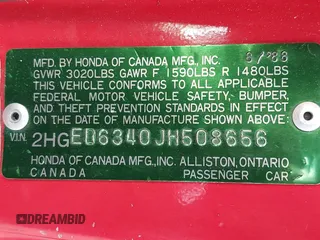 MFD. BY HONDA OF CANADA MFG., INC. 8/'88
GVWR 3020LBS GAWR F 1590LBS R 1480LBS
THIS VEHICLE CONFORMS TO ALL APPLICABLE
FEDERAL MOTOR VEHICLE SAFETY, BUMPER,
AND THEFT PREVENTION STANDARDS IN EFFECT
ON THE DATE OF MANUFACTURE SHOWN ABOVE:
V.I.N. 2HGED6340JH508656
HONDA OF CANADA MFG., INC. ALLISTON, ONTARIO
CANADA PASSENGER CAR
DREAMBID